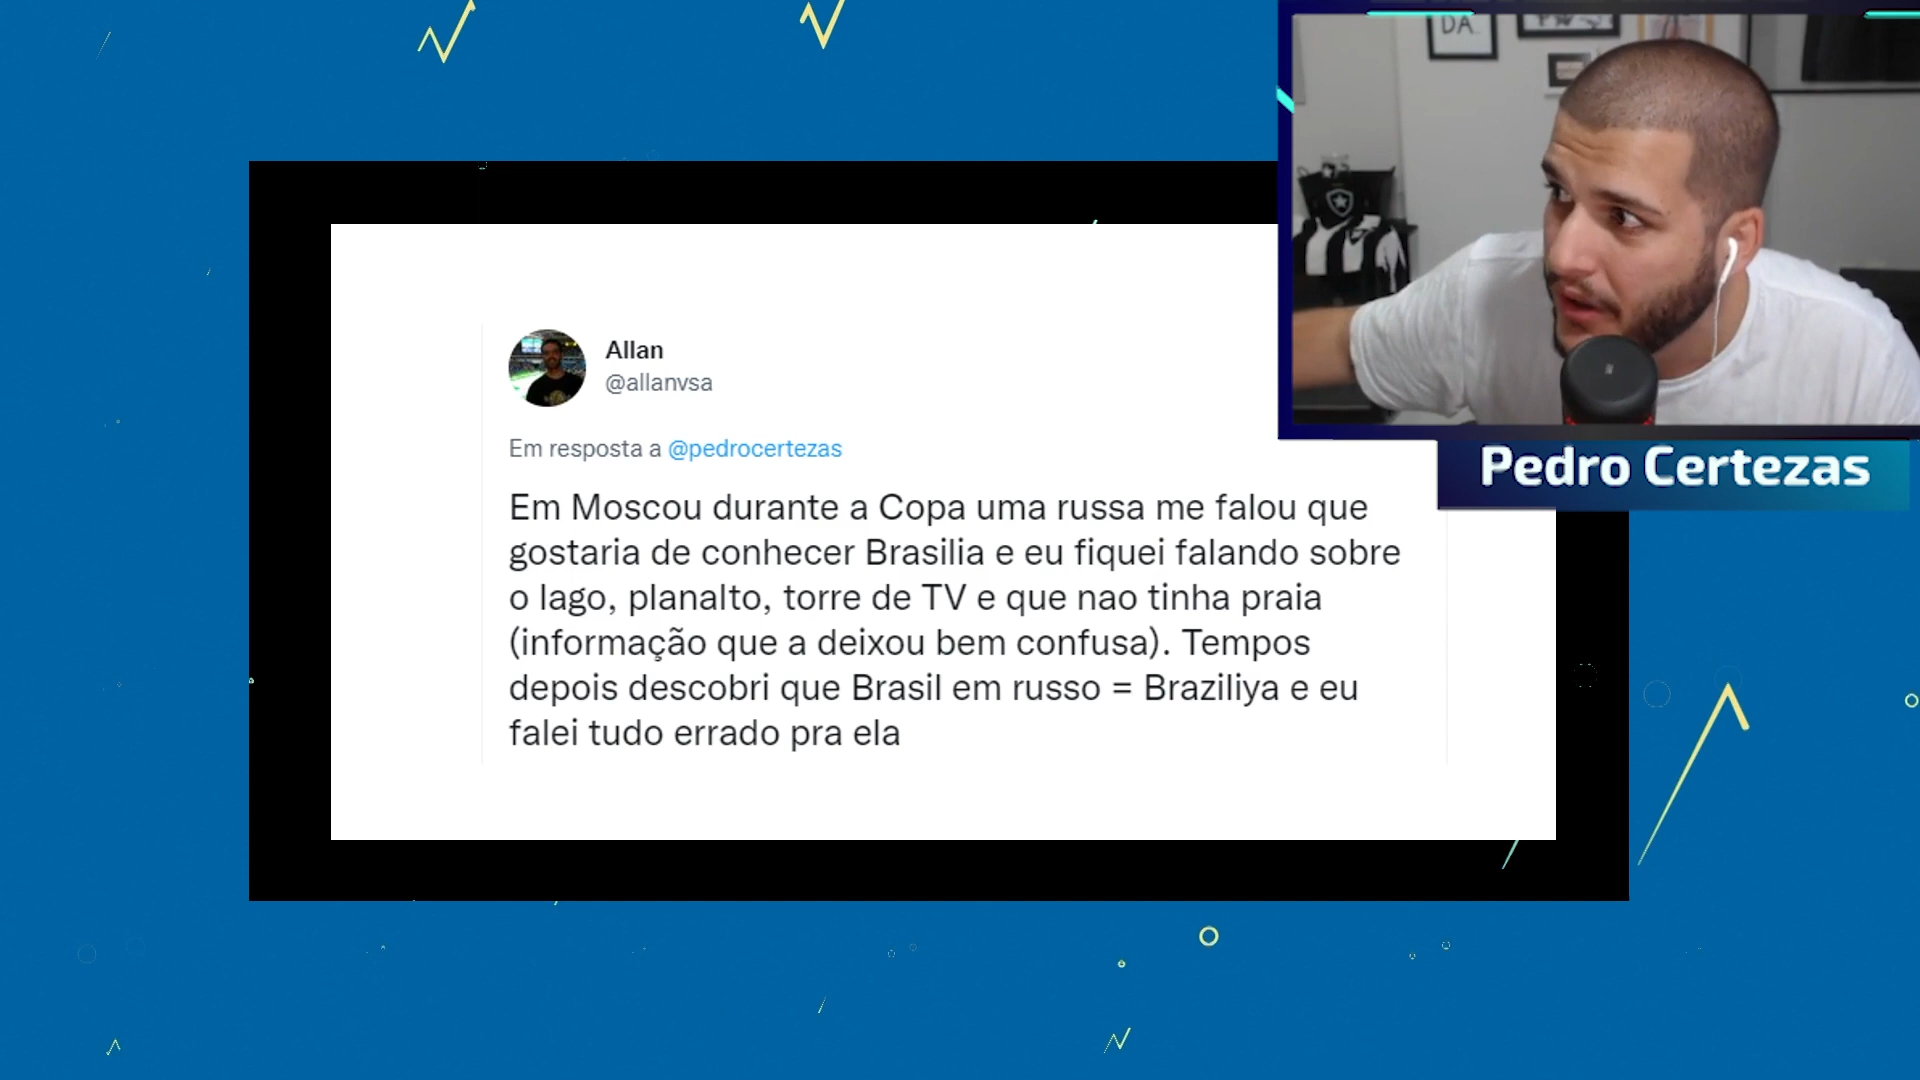 DA
Allan
@allanvsa
Em resposta a @pedrocertezas
Pedro Certezas
Em Moscou durante a Copa uma russa me falou que
gostaria de conhecer Brasilia e eu fiquei falando sobre
o lago, planalto, torre de TV e que nao tinha praia
(informação que a deixou bem confusa). Tempos
depois descobri que Brasil em russo = Braziliya e eu
falei tudo errado pra ela